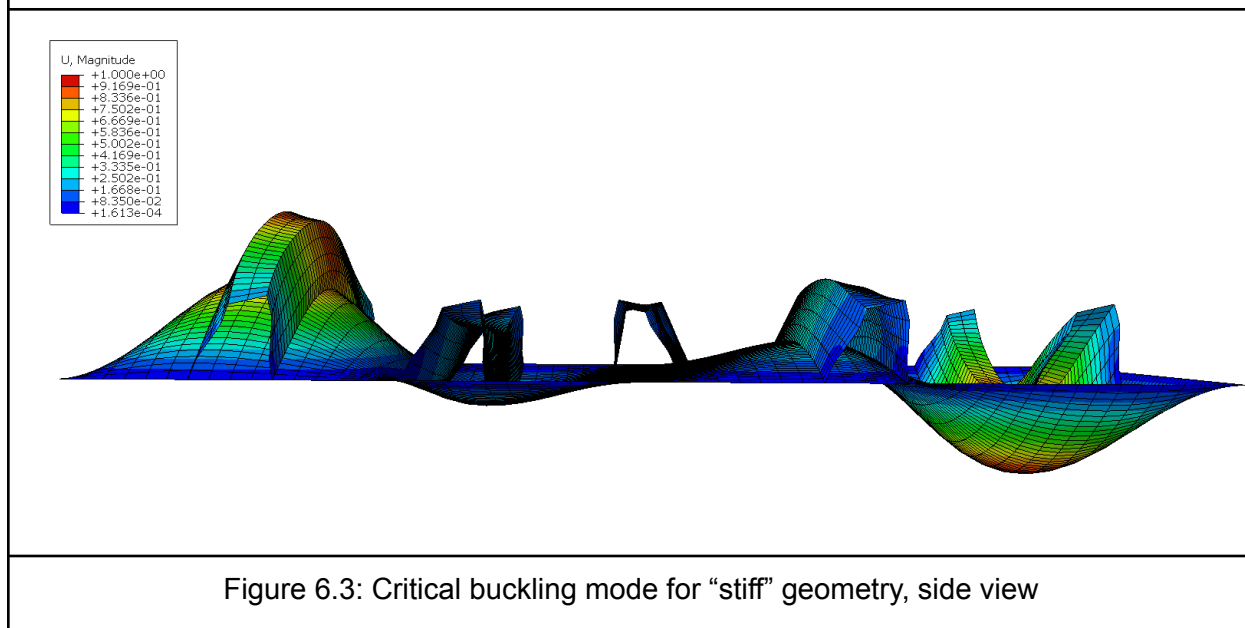 U, Magnitude
+1.000e+00
+9.169e-01
+8.336e-01
+7.502e-01
+6.669e-01
+5.836e-01
+5.002e-01
+4.169e-01
+3.335e-01
+2.502e-01
+1.668e-01
+8.350e-02
+1.613e-04
Figure 6.3: Critical buckling mode for “stiff” geometry, side view